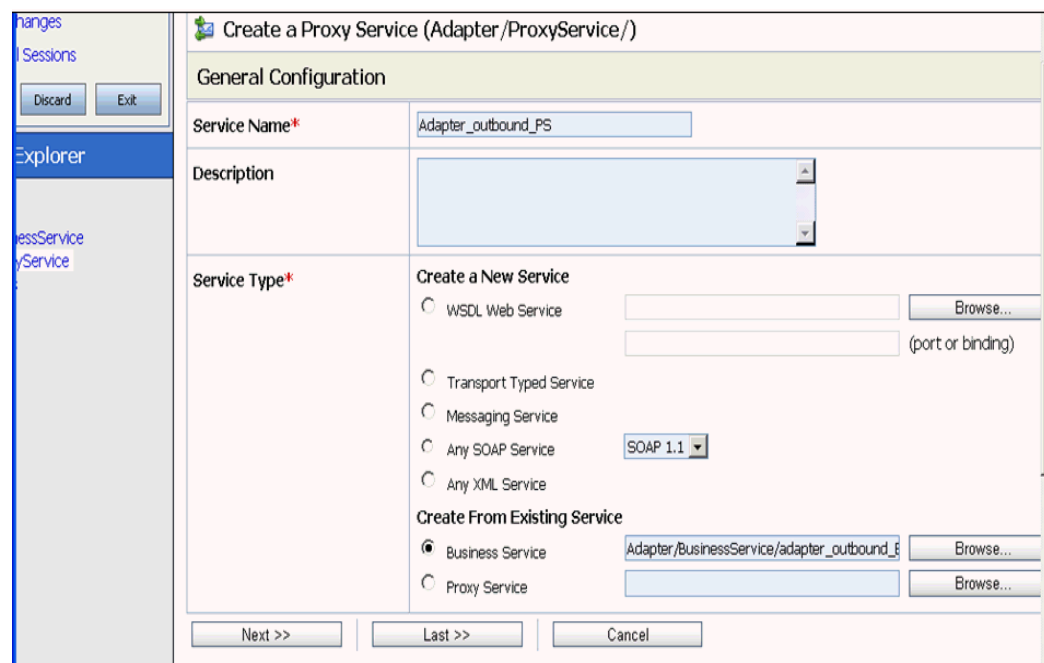 hanges
l Sessions
Discard Exit
Explorer
essService
yService
Create a Proxy Service (Adapter/ProxyService/)
General Configuration
Service Name* Adapter_outbound_PS
Description
Service Type* Create a New Service
WSDL Web Service Browse...
(port or binding)
Transport Typed Service
Messaging Service
Any SOAP Service SOAP 1.1
Any XML Service
Create From Existing Service
Business Service Adapter/BusinessService/adapter_outbound_B Browse...
Proxy Service Browse...
Next >> Last >> Cancel